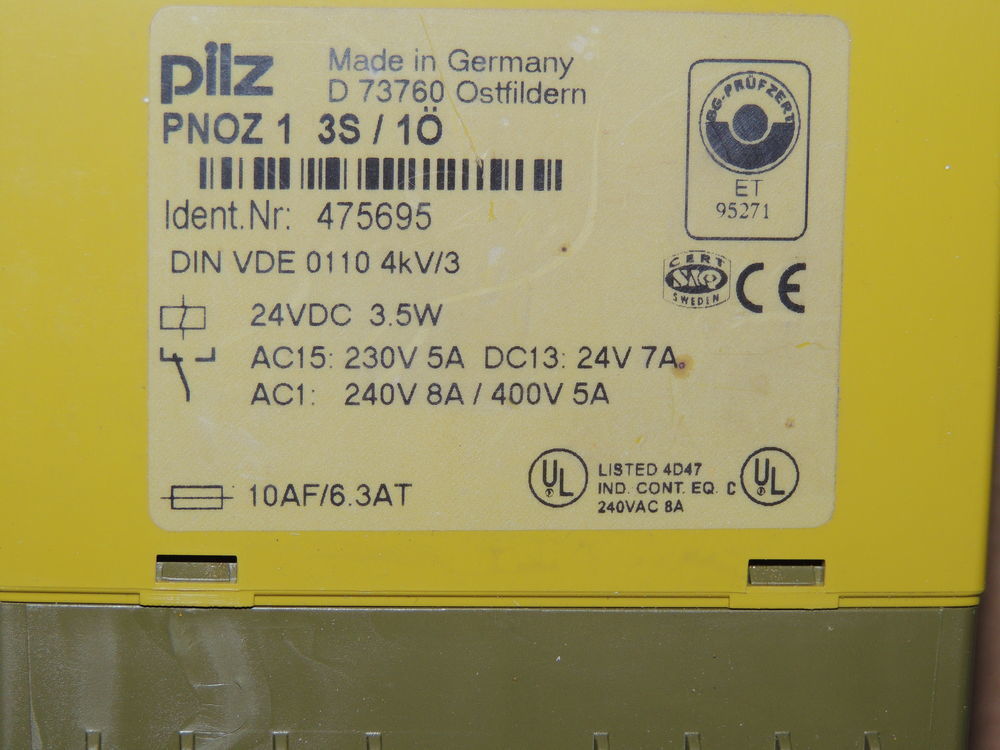 pilz
Made in Germany
D 73760 Ostfildern
PNOZ 1 3S / 1Ö
Ident.Nr: 475695
DIN VDE 0110 4kV/3
24VDC 3.5W
AC15: 230V 5A DC13: 24V 7A
AC1: 240V 8A / 400V 5A
10AF/6.3AT
BG-PRÜFZERT
ET
95271
CERT
SWEDEN
CE
UL
LISTED 4D47
IND. CONT. EQ.
240VAC 8A
C UL